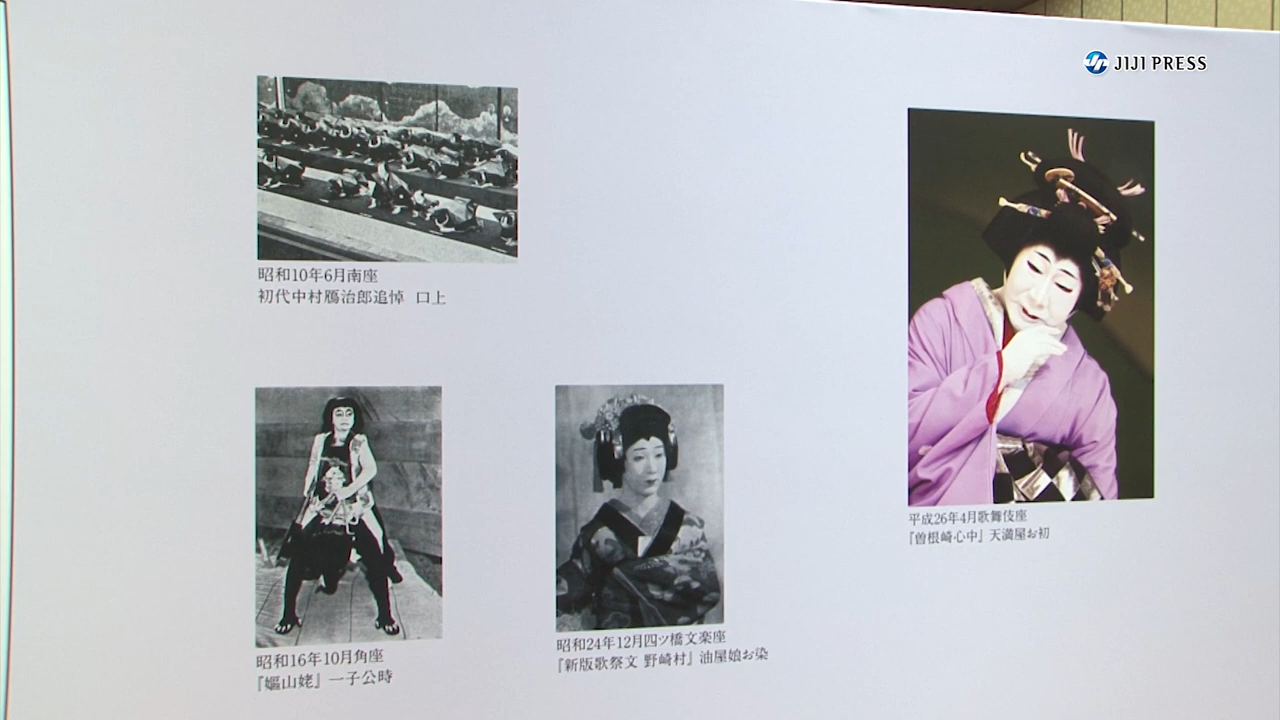 JIJI PRESS
昭和10年6月南座
初代中村鴈治郎追悼 口上
平成26年4月歌舞伎座
『曽根崎心中』天満屋お初
昭和16年10月角座
『嫗山姥』一子公時
昭和24年12月四ツ橋文楽座
『新版歌祭文 野崎村』油屋娘お染